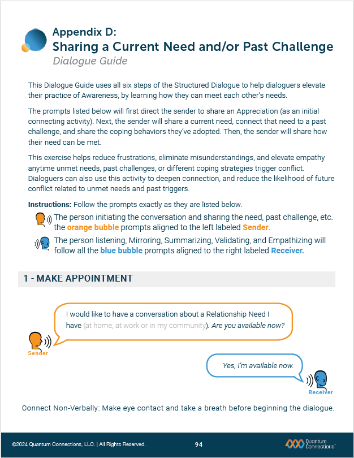 Appendix D:
Sharing a Current Need and/or Past Challenge
Dialogue Guide
This Dialogue Guide uses all six steps of the Structured Dialogue to help dialoguers elevate
their practice of Awareness, by learning how they can meet each other's needs.
The prompts listed below will first direct the sender to share an Appreciation (as an initial
connecting activity). Next, the sender will share a current need, connect that need to a past
challenge, and share the coping behaviors they've adopted. Then, the sender will share how
their need can be met.
This exercise helps reduce frustrations, eliminate misunderstandings, and elevate empathy
anytime unmet needs, past challenges, or different coping strategies trigger conflict.
Dialoguers can also use this activity to deepen connection, and reduce the likelihood of future
conflict related to unmet needs and past triggers.
Instructions: Follow the prompts exactly as they are listed below.
The person initiating the conversation and sharing the need, past challenge, etc.
the orange bubble prompts aligned to the left labeled Sender.
The person listening, Mirroring, Summarizing, Validating, and Empathizing will
follow all the blue bubble prompts aligned to the right labeled Receiver.
1 - MAKE APPOINTMENT
I would like to have a conversation about a Relationship Need I
have (at home, at work or in my community). Are you available now?
Sender
Yes, I'm available now.
Receiver
Connect Non-Verbally: Make eye contact and take a breath before beginning the dialogue.
©2024 Quantum Connections, LLC. | All Rights Reserved.
94
Quantum
Connections